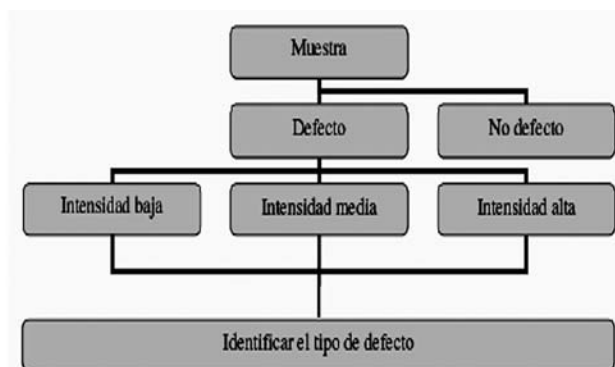 Muestra
Defecto
No defecto
Intensidad baja
Intensidad media
Intensidad alta
Identificar el tipo de defecto